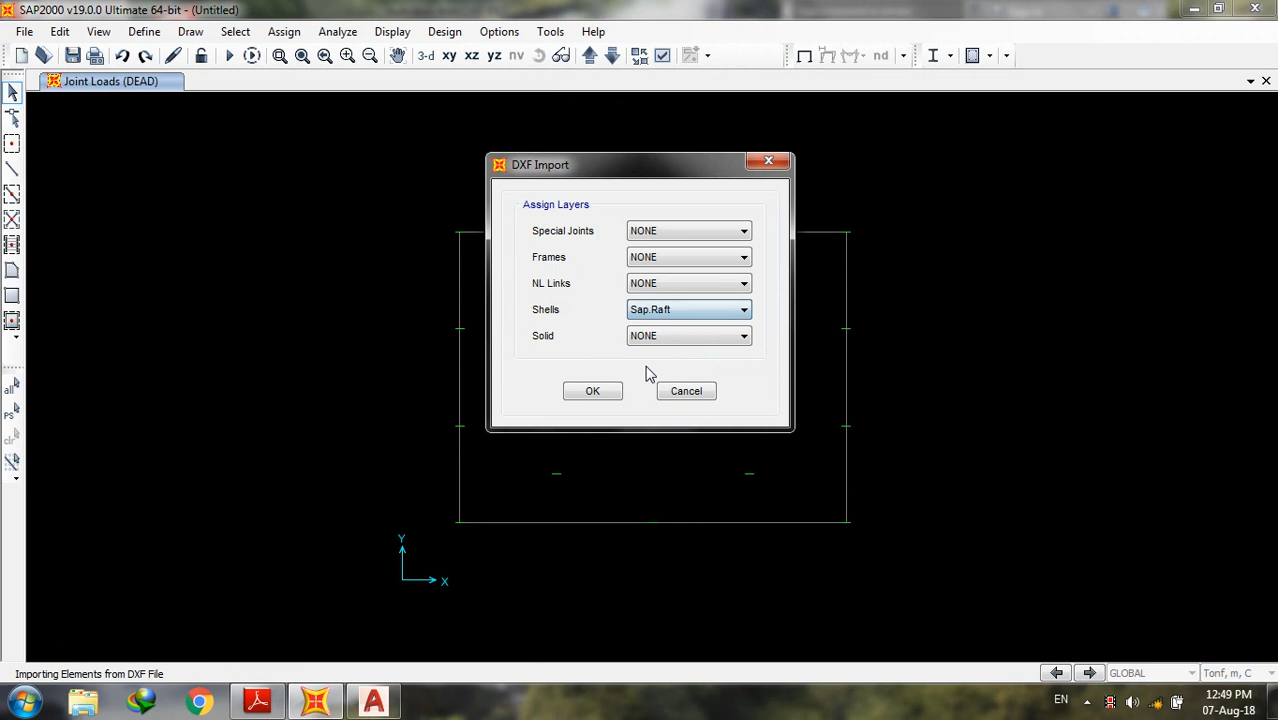 SAP2000 v19.0.0 Ultimate 64-bit - (Untitled)
File Edit View Define Draw Select Assign Analyze Display Design Options Tools Help
3-d xy xz yz nv nd
Joint Loads (DEAD)
DXF Import
Assign Layers
Special Joints NONE
Frames NONE
NL Links NONE
Shells Sap.Raft
Solid NONE
OK Cancel
all
PS
clr
Y
X
Importing Elements from DXF File GLOBAL Tonf, m, C
EN 12:49 PM
07-Aug-18